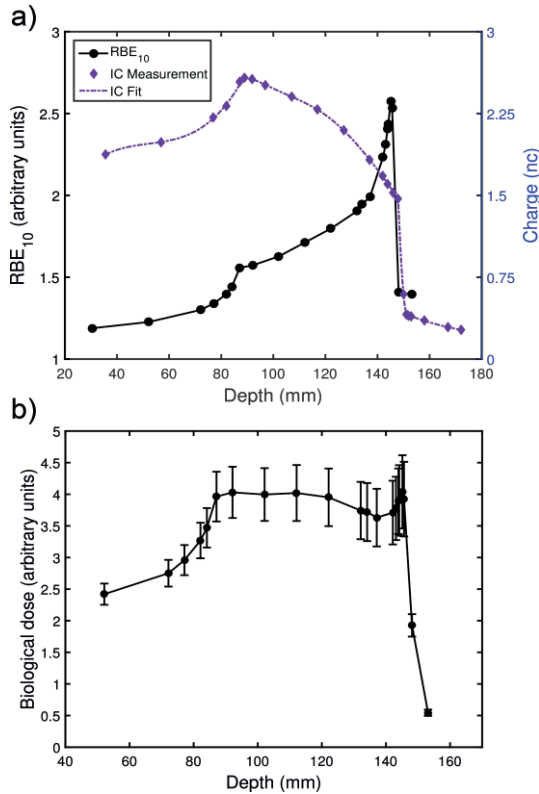 a)
RBE10
IC Measurement
IC Fit
3
2.5
2
1.5
1
RBE10 (arbitrary units)
3
2.25
1.5
0.75
0
Charge (nc)
20 40 60 80 100 120 140 160 180
Depth (mm)
b)
5
4.5
4
3.5
3
2.5
2
1.5
1
0.5
0
Biological dose (arbitrary units)
40 60 80 100 120 140 160
Depth (mm)